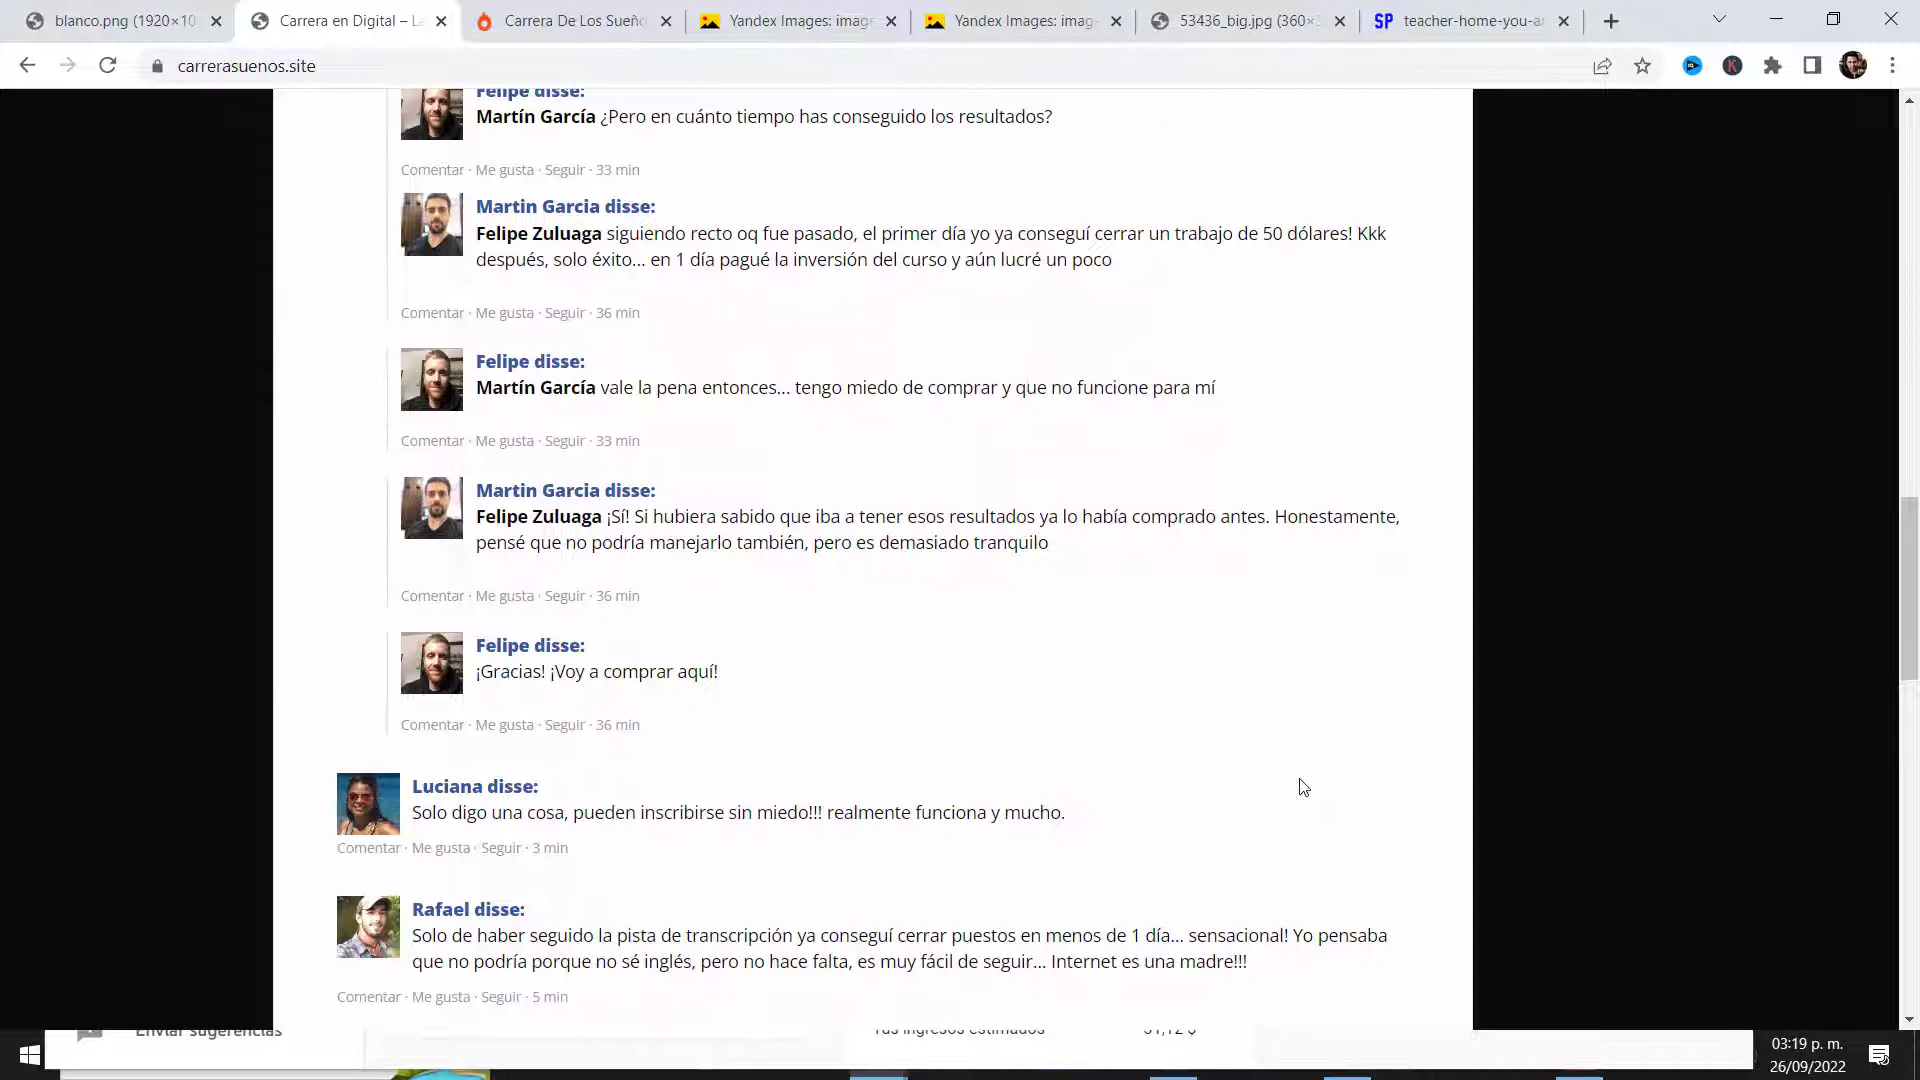 blanco.png (1920×10
Carrera en Digital – L
Carrera De Los Sueño
Yandex Images: imag
Yandex Images: imag
53436_big.jpg (360×
SP teacher-home-you-a
carrerasuenos.site
Felipe disse:
Martín García ¿Pero en cuánto tiempo has conseguido los resultados?
Comentar · Me gusta · Seguir · 33 min
Martin Garcia disse:
Felipe Zuluaga siguiendo recto oq fue pasado, el primer día yo ya conseguí cerrar un trabajo de 50 dólares! Kkk
después, solo éxito... en 1 día pagué la inversión del curso y aún lucré un poco
Comentar · Me gusta · Seguir · 36 min
Felipe disse:
Martín García vale la pena entonces... tengo miedo de comprar y que no funcione para mí
Comentar · Me gusta · Seguir · 33 min
Martin Garcia disse:
Felipe Zuluaga ¡Sí! Si hubiera sabido que iba a tener esos resultados ya lo había comprado antes. Honestamente,
pensé que no podría manejarlo también, pero es demasiado tranquilo
Comentar · Me gusta · Seguir · 36 min
Felipe disse:
¡Gracias! ¡Voy a comprar aquí!
Comentar · Me gusta · Seguir · 36 min
Luciana disse:
Solo digo una cosa, pueden inscribirse sin miedo!!! realmente funciona y mucho.
Comentar · Me gusta · Seguir · 3 min
Rafael disse:
Solo de haber seguido la pista de transcripción ya conseguí cerrar puestos en menos de 1 día... sensacional! Yo pensaba
que no podría porque no sé inglés, pero no hace falta, es muy fácil de seguir... Internet es una madre!!!
Comentar · Me gusta · Seguir · 5 min
Enviar sugerencias
Tus ingresos estimados
51,12 $
03:19 p. m.
26/09/2022